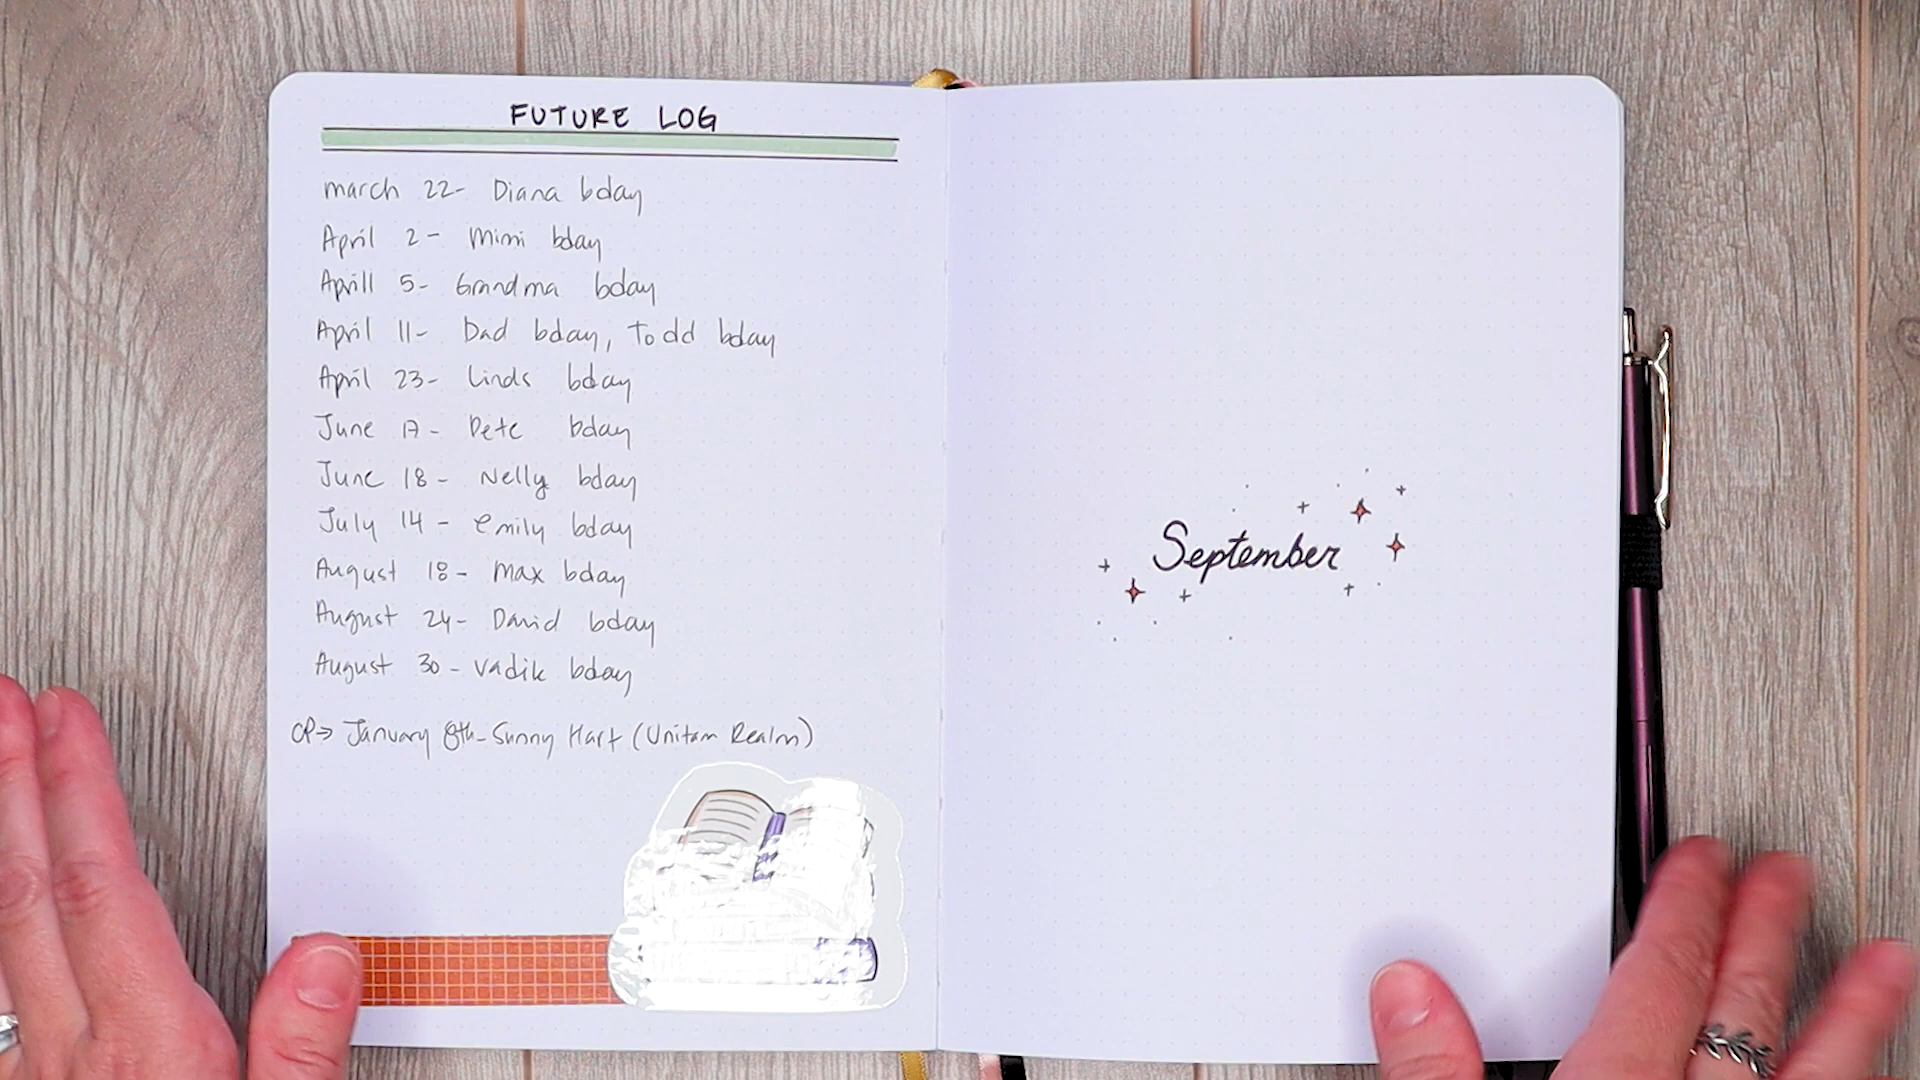 FUTURE LOG
march 22- Diana bday
April 2- Mimi bday
Aprill 5- Grandma bday
April 11- Dad bday, Todd bday
April 23- Linds bday
June 17- Pete bday
June 18- Nelly bday
July 14- emily bday
August 18- Max bday
August 24- David bday
August 30- Vadik bday
CP→ January 8th- Sunny Hart (Unitam Realm)
September